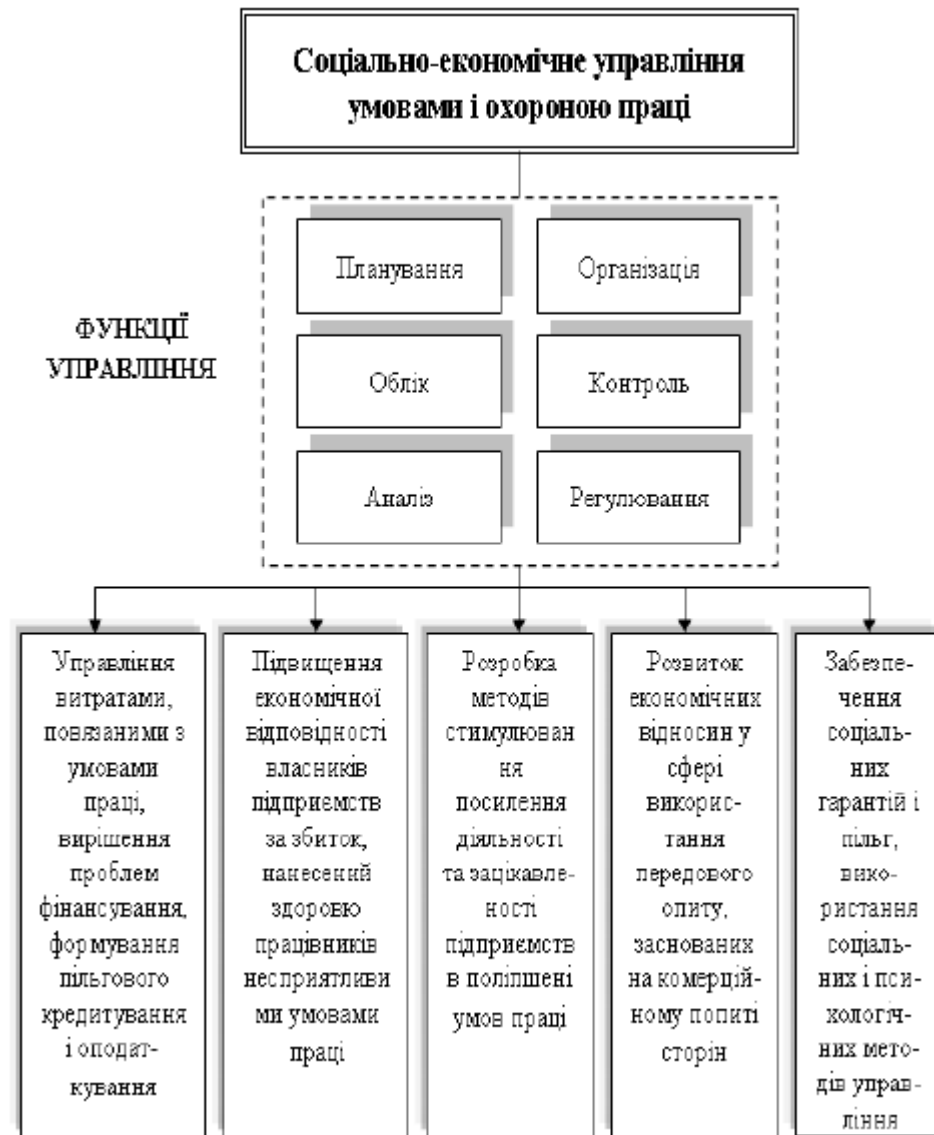 Соціально-економічне управління
умовами і охороною праці
ФУНКЦІЇ
УПРАВЛІННЯ
Планування
Організація
Облік
Контроль
Аналіз
Регулювання
Управління
витратами,
повязаними з
умовами
праці,
вирішення
проблем
фінансування,
формування
пільгового
кредитування
і оподат-
кування
Підвищення
економічної
відповідності
власників
підприємств
за збиток,
нанесений
здоровю
працівників
несприятливи
ми умовами
праці
Розробка
методів
стимулюван
ня
посилення
діяльності
та зацікавле-
ності
підприємств
в поліпшені
умов праці
Розвиток
економічних
відносин у
сфері
використ-
тання
передового
опиту,
заснованих
на комерцій-
ному попиті
сторін
Забезпе-
чення
соціаль-
них
гарантій і
пільг,
вико-
ристання
соціаль-
них і пси-
хологіч-
них мето-
дів управ-
ління